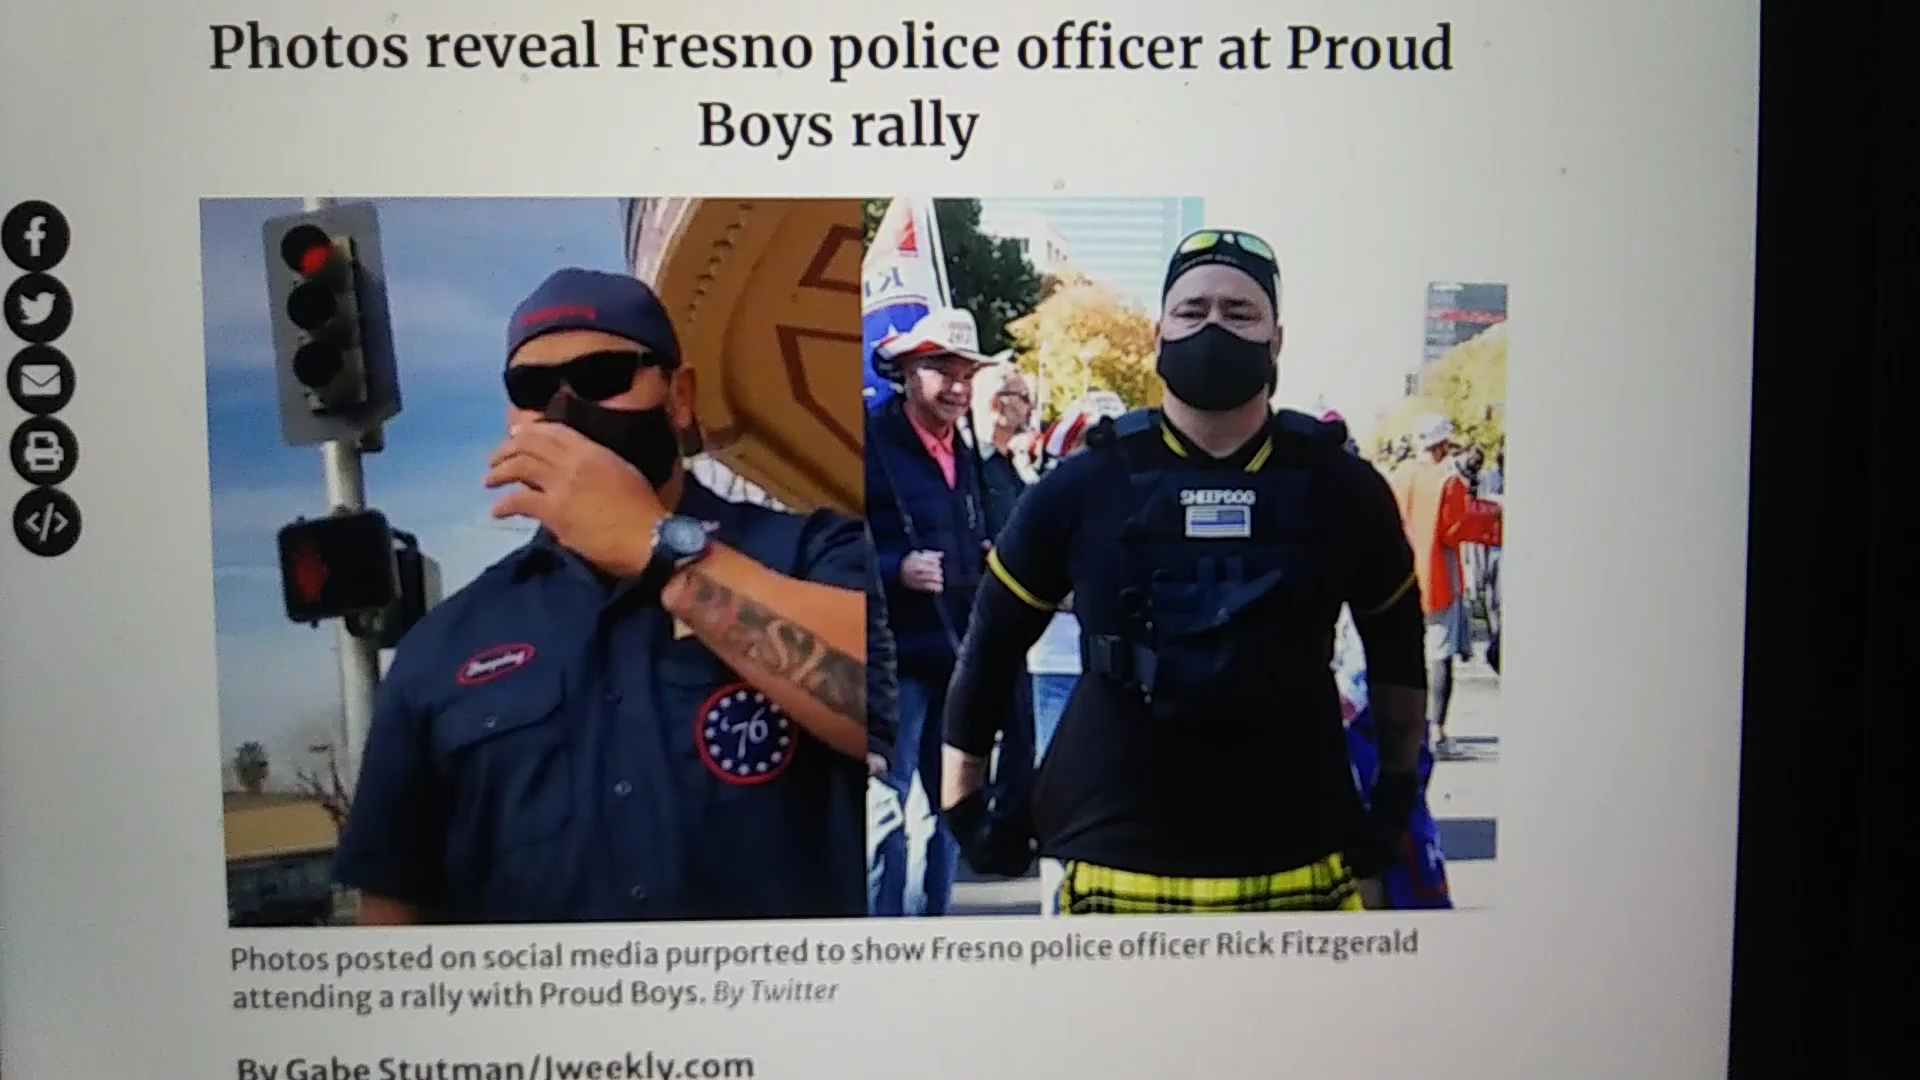 Photos reveal Fresno police officer at Proud
Boys rally
SHEEPDOG
'76
Photos posted on social media purported to show Fresno police officer Rick Fitzgerald
attending a rally with Proud Boys. By Twitter
By Gabe Stutman/Jweekly.com